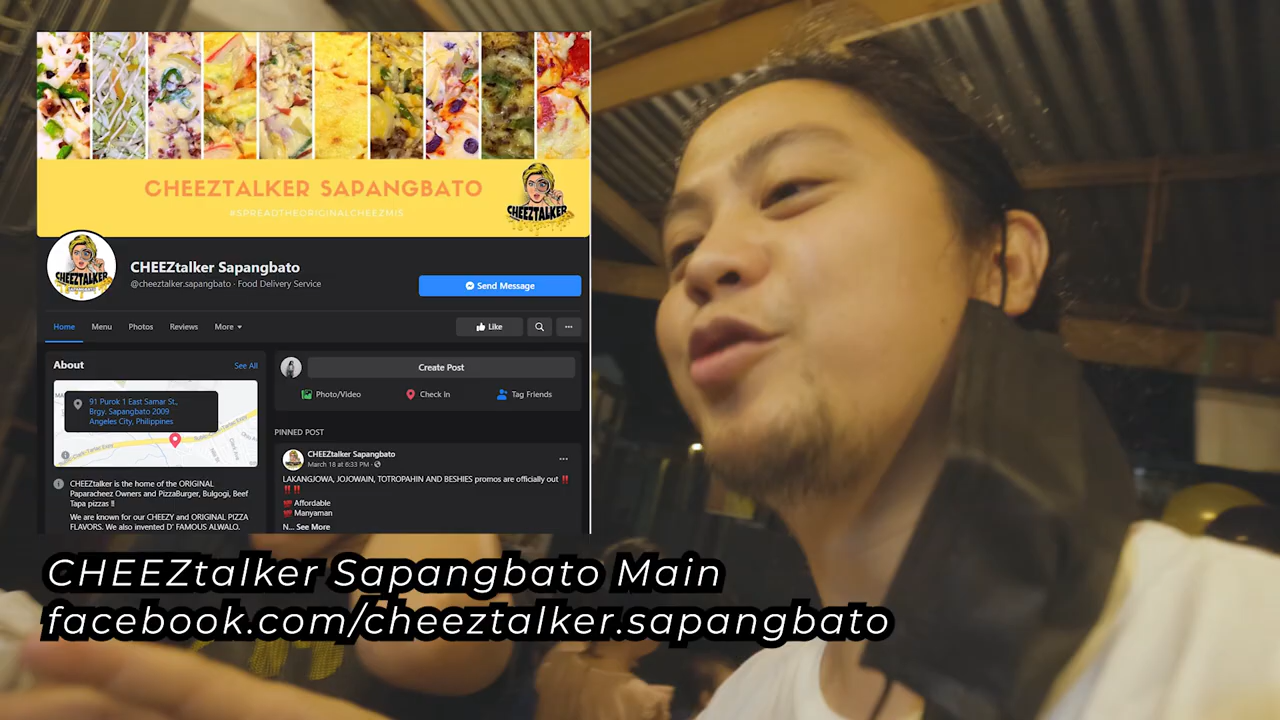 CHEEZTALKER SAPANGBATO
#SPREADTHEORIGINALCHEEZMIS
CHEEZTALKER
CHEEZTALKER
SAPANGBATO
CHEEZtalker Sapangbato
@cheeztalker.sapangbato · Food Delivery Service
Send Message
Home Menu Photos Reviews More
Like
About
See All
91 Purok 1 East Samar St.,
Brgy. Sapangbato 2009
Angeles City, Philippines
CHEEZtalker is the home of the ORIGINAL
Paparacheez Owners and PizzaBurger, Bulgogi, Beef
Tapa pizzas !!
We are known for our CHEEZY and ORIGINAL PIZZA
FLAVORS. We also invented D' FAMOUS ALWALO.
Create Post
Photo/Video Check In Tag Friends
PINNED POST
CHEEZtalker Sapangbato
March 18 at 6:33 PM ·
LAKANGJOWA, JOJOWAIN, TOTROPAHIN AND BESHIES promos are officially out ‼️
‼️‼️
💯 Affordable
💯 Manyaman
N... See More
CHEEZtalker Sapangbato Main
facebook.com/cheeztalker.sapangbato